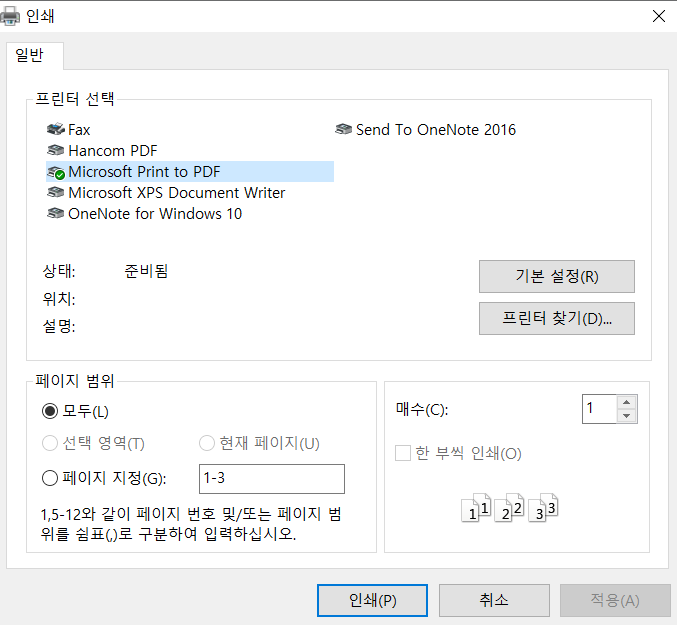 인쇄
일반
프린터 선택
Fax
Send To OneNote 2016
Hancom PDF
Microsoft Print to PDF
Microsoft XPS Document Writer
OneNote for Windows 10
상태: 준비됨
기본 설정(R)
위치:
프린터 찾기(D)...
설명:
페이지 범위
모두(L)
선택 영역(T) 현재 페이지(U)
페이지 지정(G): 1-3
1,5-12와 같이 페이지 번호 및/또는 페이지 범
위를 쉼표(,)로 구분하여 입력하십시오.
매수(C): 1
한 부씩 인쇄(O)
1 1 2 2 3 3
인쇄(P) 취소 적용(A)